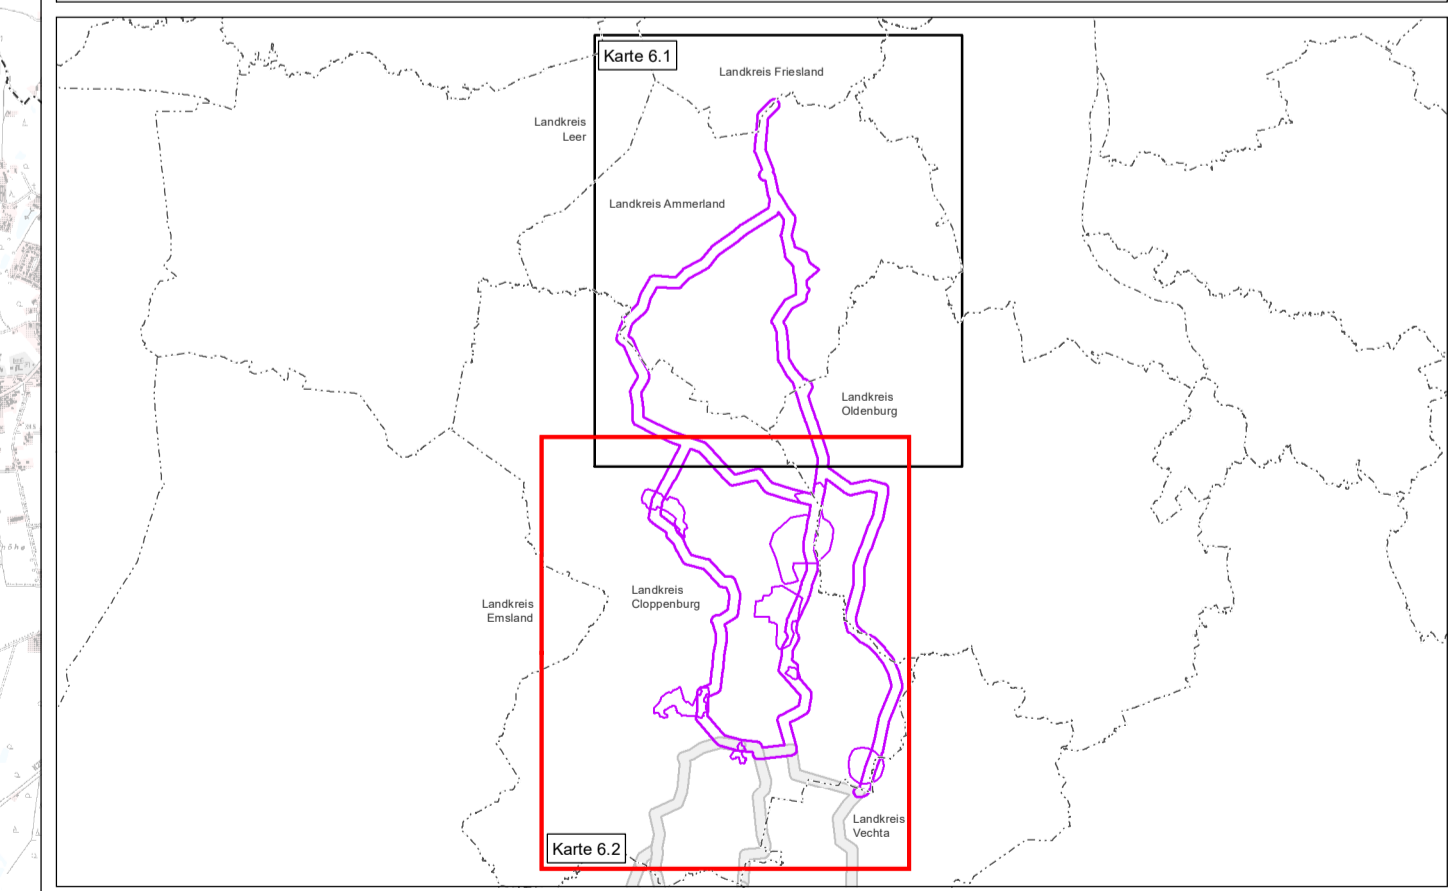 Karte 6.1
Landkreis Friesland
Landkreis
Leer
Landkreis Ammerland
Landkreis
Oldenburg
Landkreis
Cloppenburg
Landkreis
Emsland
Landkreis
Vechta
Karte 6.2